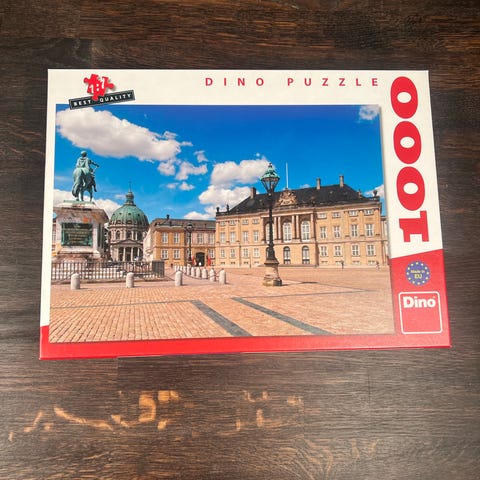 DINO PUZZLE
BEST QUALITY
1000
Made in
EU
Dino